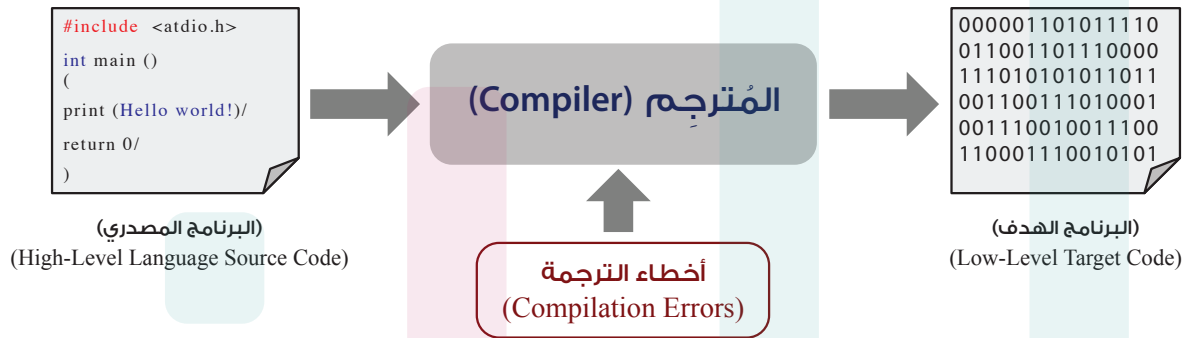 #include <atdio.h>
int main ()
(
print (Hello world!)/
return 0/
)
(البرنامج المصدري)
(High-Level Language Source Code)
المُترجِم (Compiler)
أخطاء الترجمة
(Compilation Errors)
000001101011110
011001101110000
111010101011011
001100111010001
001110010011100
110001110010101
(البرنامج الهدف)
(Low-Level Target Code)